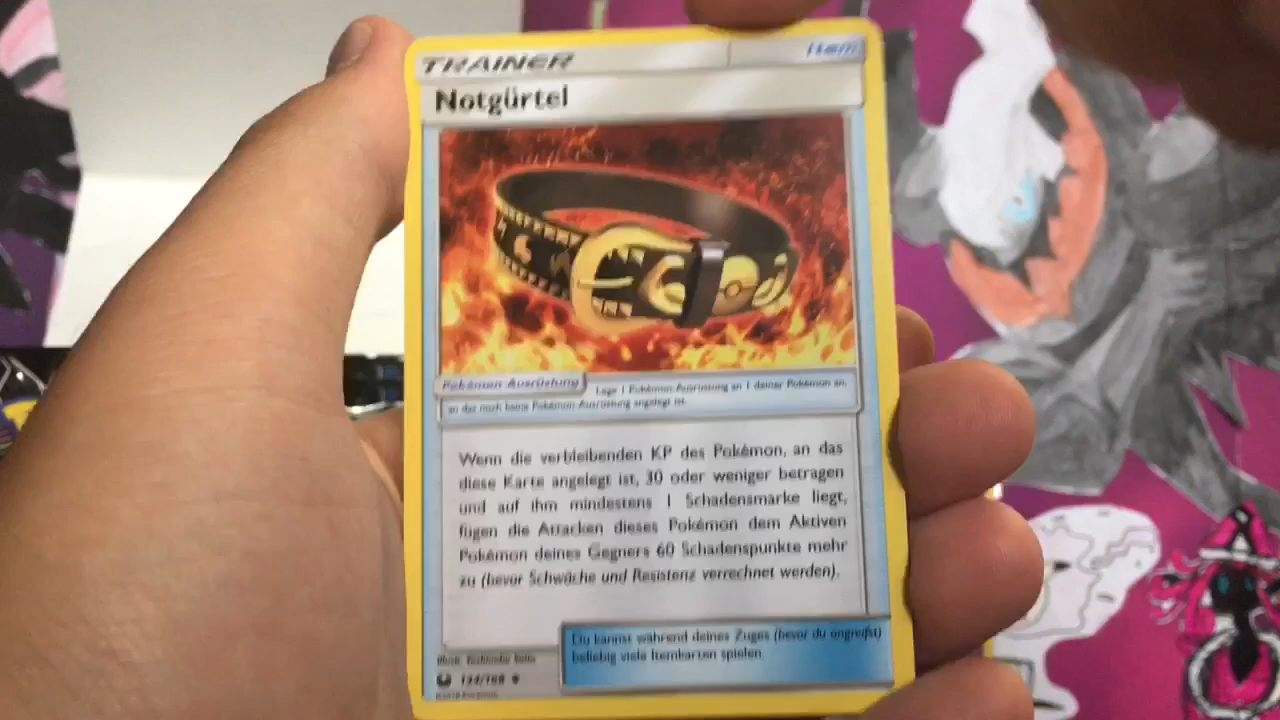 TRAINER
Item
Notgürtel
Pokémon-Ausrüstung
Lege 1 Pokémon-Ausrüstung an 1 deiner Pokémon an,
zu das noch keine Pokémon-Ausrüstung angelegt ist.
Wenn die verbleibenden KP des Pokémon, an das
diese Karte angelegt ist, 30 oder weniger betragen
und auf ihm mindestens 1 Schadensmarke liegt,
fügen die Attacken dieses Pokémon dem Aktiven
Pokémon deines Gegners 60 Schadenspunkte mehr
zu (bevor Schwäche und Resistenz verrechnet werden).
Du kannst während deines Zuges (bevor du angreifst)
beliebig viele Itemkarten spielen.
Illus.
/168